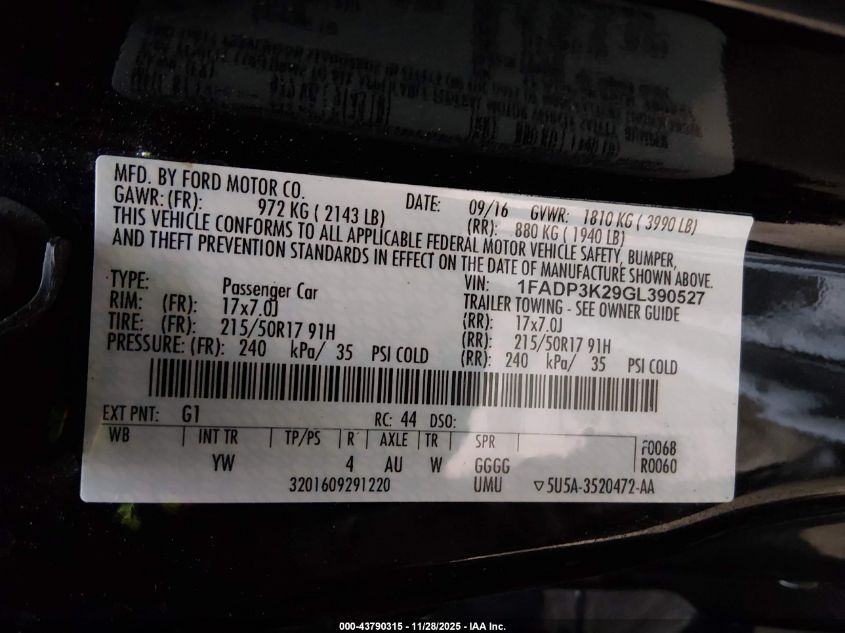 MFD. BY FORD MOTOR CO. DATE: 09/16 GVWR: 1810 KG ( 3990 LB)
GAWR: (FR): 972 KG ( 2143 LB) (RR): 880 KG ( 1940 LB)
THIS VEHICLE CONFORMS TO ALL APPLICABLE FEDERAL MOTOR VEHICLE SAFETY, BUMPER,
AND THEFT PREVENTION STANDARDS IN EFFECT ON THE DATE OF MANUFACTURE SHOWN ABOVE.
VIN: 1FADP3K29GL390527
TYPE: Passenger Car TRAILER TOWING - SEE OWNER GUIDE
RIM: (FR): 17x7.0J (RR): 17x7.0J
TIRE: (FR): 215/50R17 91H (RR): 215/50R17 91H
PRESSURE: (FR): 240 kPa/ 35 PSI COLD (RR): 240 kPa/ 35 PSI COLD
EXT PNT: G1 RC: 44 DSO:
WB INT TR TP/PS R AXLE TR SPR F0068
YW 4 AU W GGGG R0060
3201609291220 UMU ▽5U5A-3520472-AA
000-43790315 - 11/28/2025 - IAA Inc.